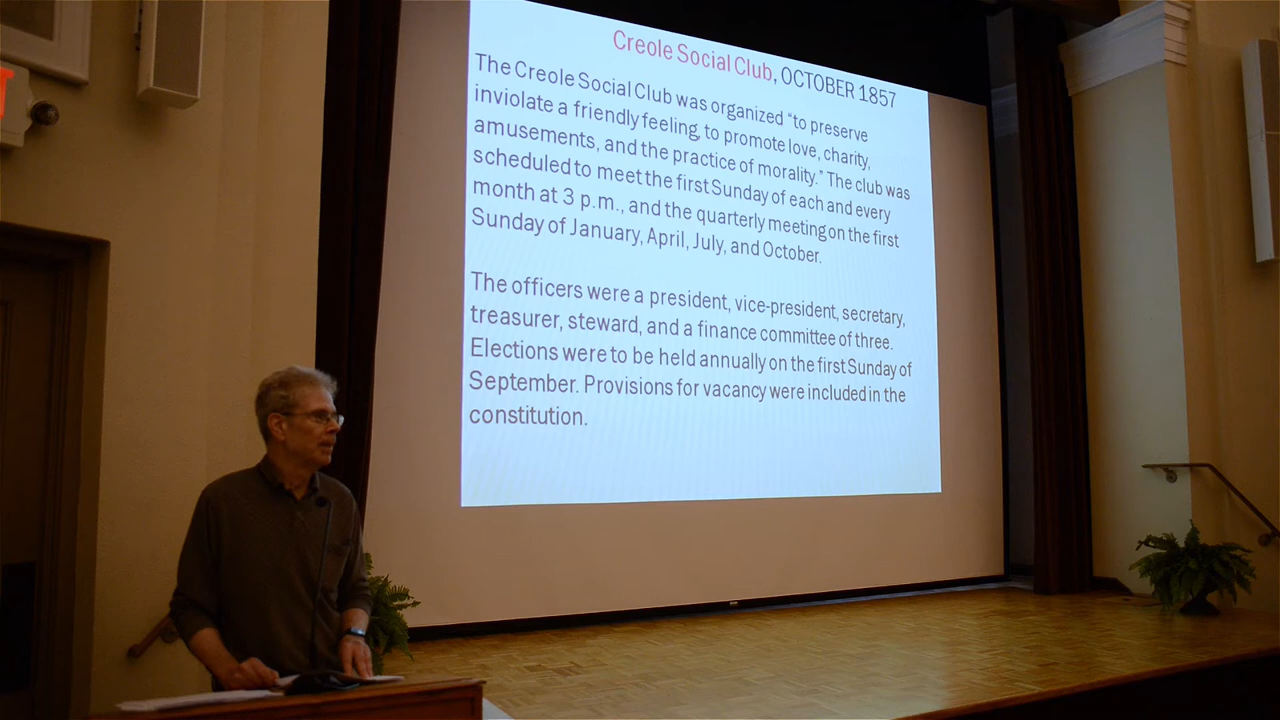 Creole Social Club, OCTOBER 1857
The Creole Social Club was organized “to preserve
inviolate a friendly feeling, to promote love, charity,
amusements, and the practice of morality.” The club was
scheduled to meet the first Sunday of each and every
month at 3 p.m., and the quarterly meeting on the first
Sunday of January, April, July, and October.
The officers were a president, vice-president, secretary,
treasurer, steward, and a finance committee of three.
Elections were to be held annually on the first Sunday of
September. Provisions for vacancy were included in the
constitution.